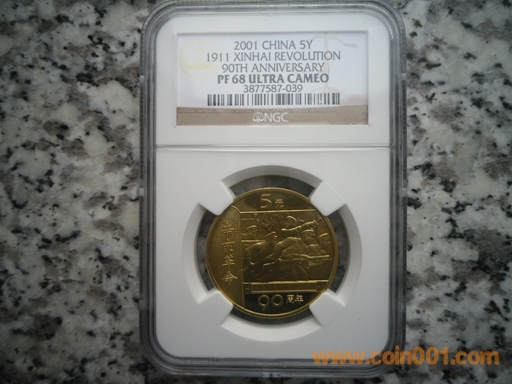 2001 CHINA 5Y
1911 XINHAI REVOLUTION
90TH ANNIVERSARY
PF 68 ULTRA CAMEO
3877587-039
NGC
5元
辛亥革命
90周年
www.coin001.com